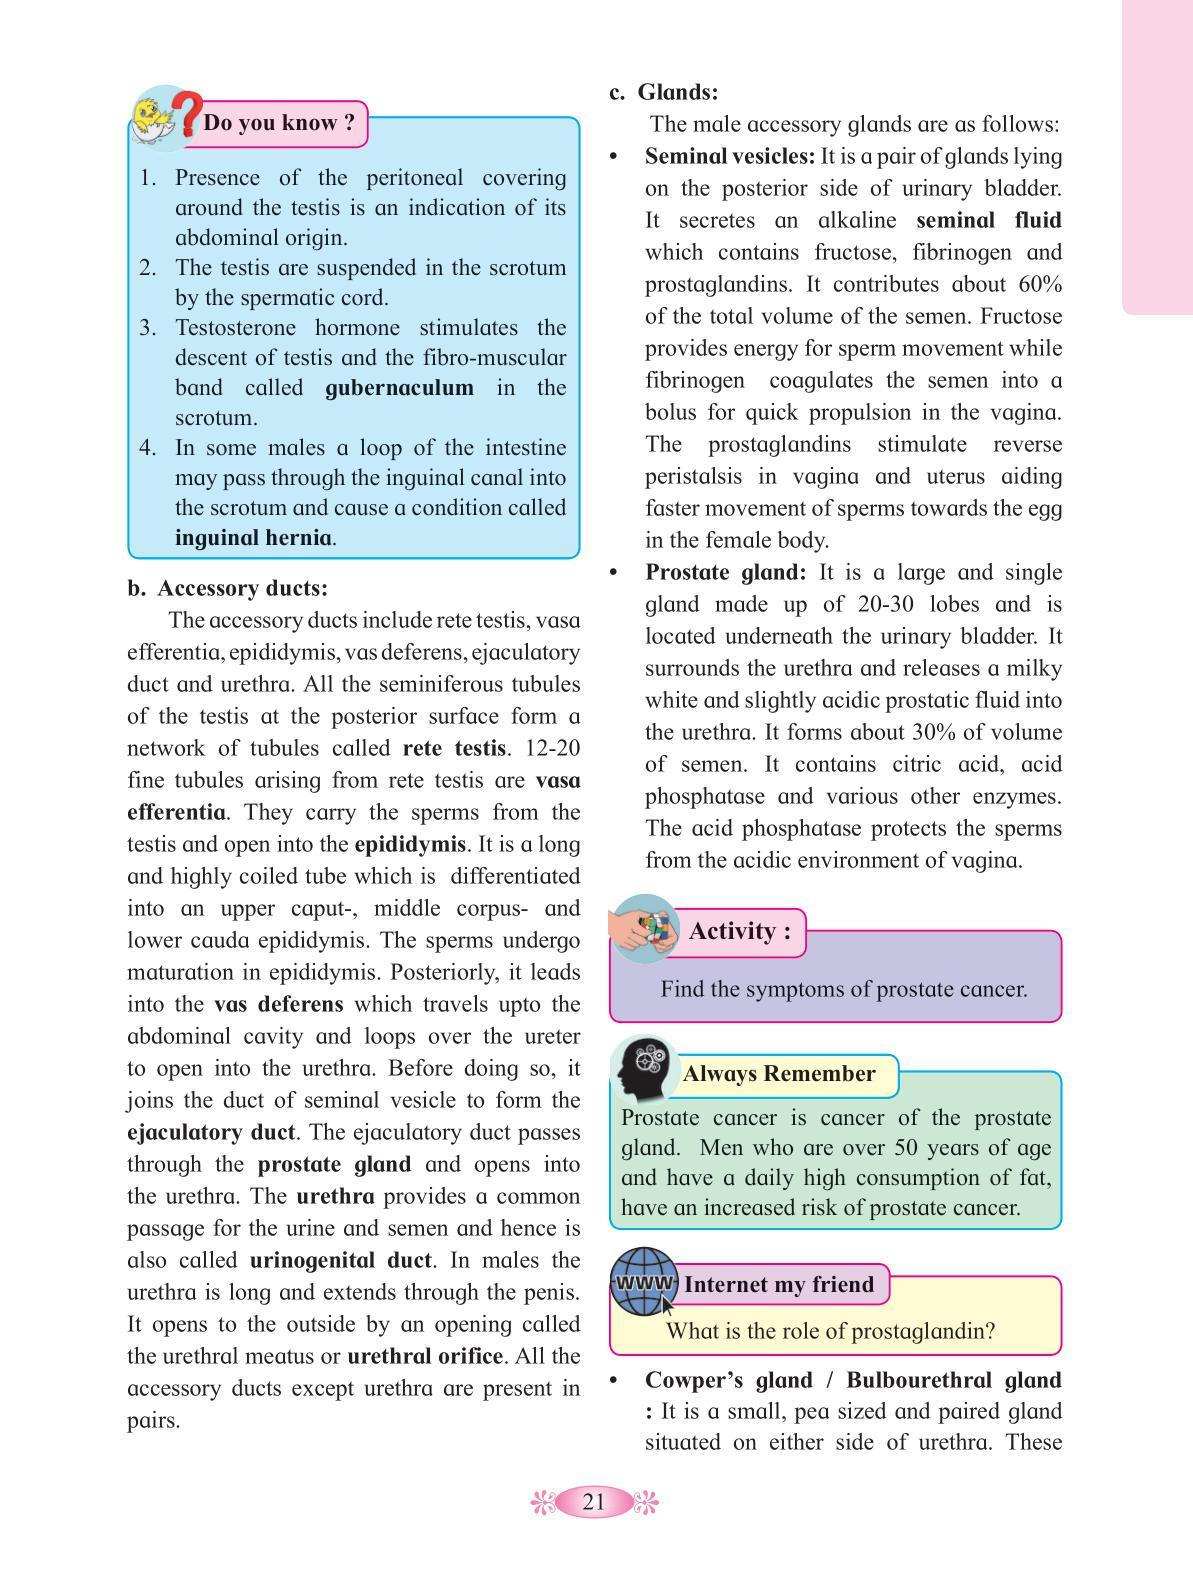 Do you know ?
1. Presence of the peritoneal covering
around the testis is an indication of its
abdominal origin.
2. The testis are suspended in the scrotum
by the spermatic cord.
3. Testosterone hormone stimulates the
descent of testis and the fibro-muscular
band called gubernaculum in the
scrotum.
4. In some males a loop of the intestine
may pass through the inguinal canal into
the scrotum and cause a condition called
inguinal hernia.
b. Accessory ducts:
The accessory ducts include rete testis, vasa
efferentia, epididymis, vas deferens, ejaculatory
duct and urethra. All the seminiferous tubules
of the testis at the posterior surface form a
network of tubules called rete testis. 12-20
fine tubules arising from rete testis are vasa
efferentia. They carry the sperms from the
testis and open into the epididymis. It is a long
and highly coiled tube which is differentiated
into an upper caput-, middle corpus- and
lower cauda epididymis. The sperms undergo
maturation in epididymis. Posteriorly, it leads
into the vas deferens which travels upto the
abdominal cavity and loops over the ureter
to open into the urethra. Before doing so, it
joins the duct of seminal vesicle to form the
ejaculatory duct. The ejaculatory duct passes
through the prostate gland and opens into
the urethra. The urethra provides a common
passage for the urine and semen and hence is
also called urinogenital duct. In males the
urethra is long and extends through the penis.
It opens to the outside by an opening called
the urethral meatus or urethral orifice. All the
accessory ducts except urethra are present in
pairs.
c. Glands:
The male accessory glands are as follows:
• Seminal vesicles: It is a pair of glands lying
on the posterior side of urinary bladder.
It secretes an alkaline seminal fluid
which contains fructose, fibrinogen and
prostaglandins. It contributes about 60%
of the total volume of the semen. Fructose
provides energy for sperm movement while
fibrinogen coagulates the semen into a
bolus for quick propulsion in the vagina.
The prostaglandins stimulate reverse
peristalsis in vagina and uterus aiding
faster movement of sperms towards the egg
in the female body.
• Prostate gland: It is a large and single
gland made up of 20-30 lobes and is
located underneath the urinary bladder. It
surrounds the urethra and releases a milky
white and slightly acidic prostatic fluid into
the urethra. It forms about 30% of volume
of semen. It contains citric acid, acid
phosphatase and various other enzymes.
The acid phosphatase protects the sperms
from the acidic environment of vagina.
Activity :
Find the symptoms of prostate cancer.
Always Remember
Prostate cancer is cancer of the prostate
gland. Men who are over 50 years of age
and have a daily high consumption of fat,
have an increased risk of prostate cancer.
WWW Internet my friend
What is the role of prostaglandin?
• Cowper's gland / Bulbourethral gland
: It is a small, pea sized and paired gland
situated on either side of urethra. These
21